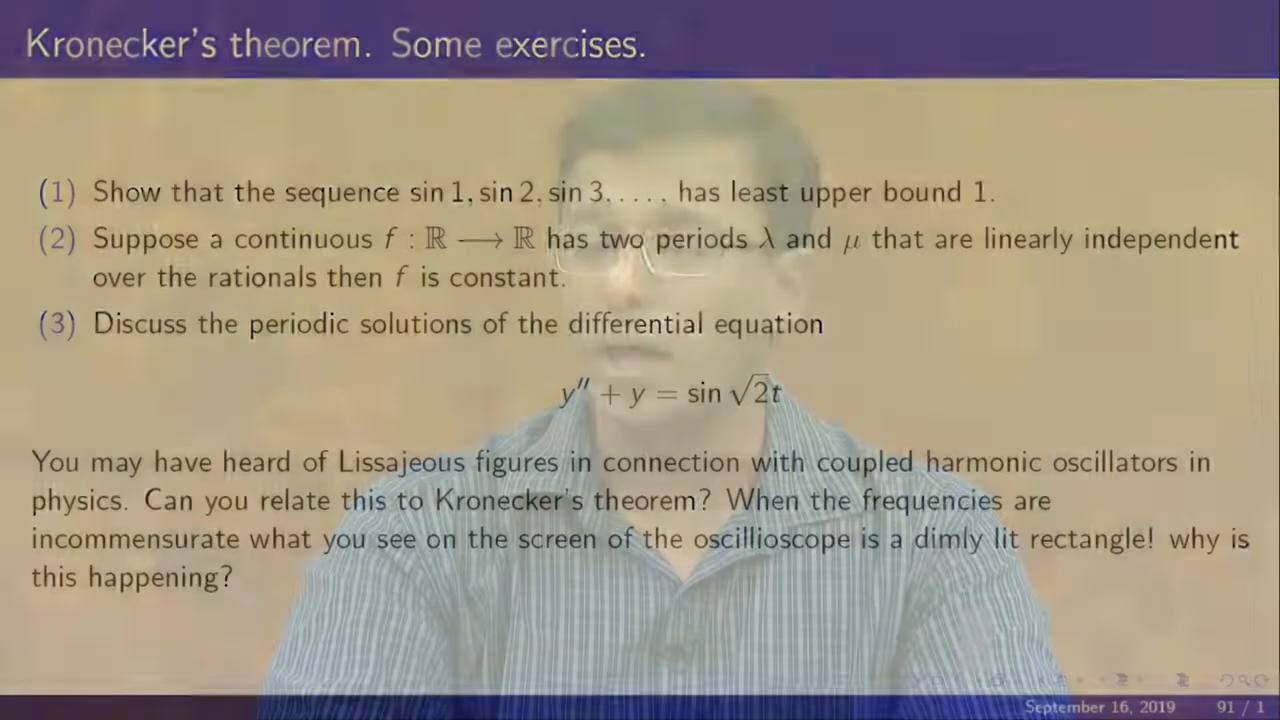 Kronecker's theorem. Some exercises.
(1) Show that the sequence sin 1, sin 2, sin 3, . . . . , has least upper bound 1.
(2) Suppose a continuous f : ℝ ⟶ ℝ has two periods λ and μ that are linearly independent
over the rationals then f is constant.
(3) Discuss the periodic solutions of the differential equation
y″ + y = sin √2t
You may have heard of Lissajeous figures in connection with coupled harmonic oscillators in
physics. Can you relate this to Kronecker's theorem? When the frequencies are
incommensurate what you see on the screen of the oscillioscope is a dimly lit rectangle! why is
this happening?
September 16, 2019 91 / 1